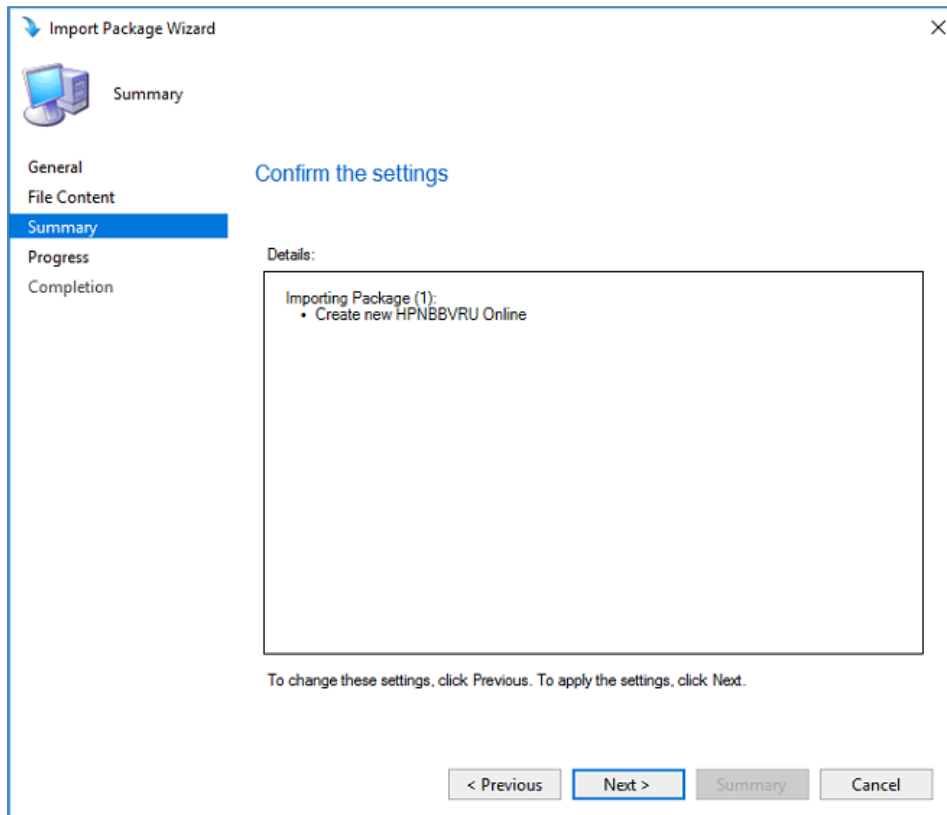 Import Package Wizard
Summary
General
File Content
Summary
Progress
Completion
Confirm the settings
Details:
Importing Package (1):
• Create new HPNBBVRU Online
To change these settings, click Previous. To apply the settings, click Next.
< Previous
Next >
Summary
Cancel